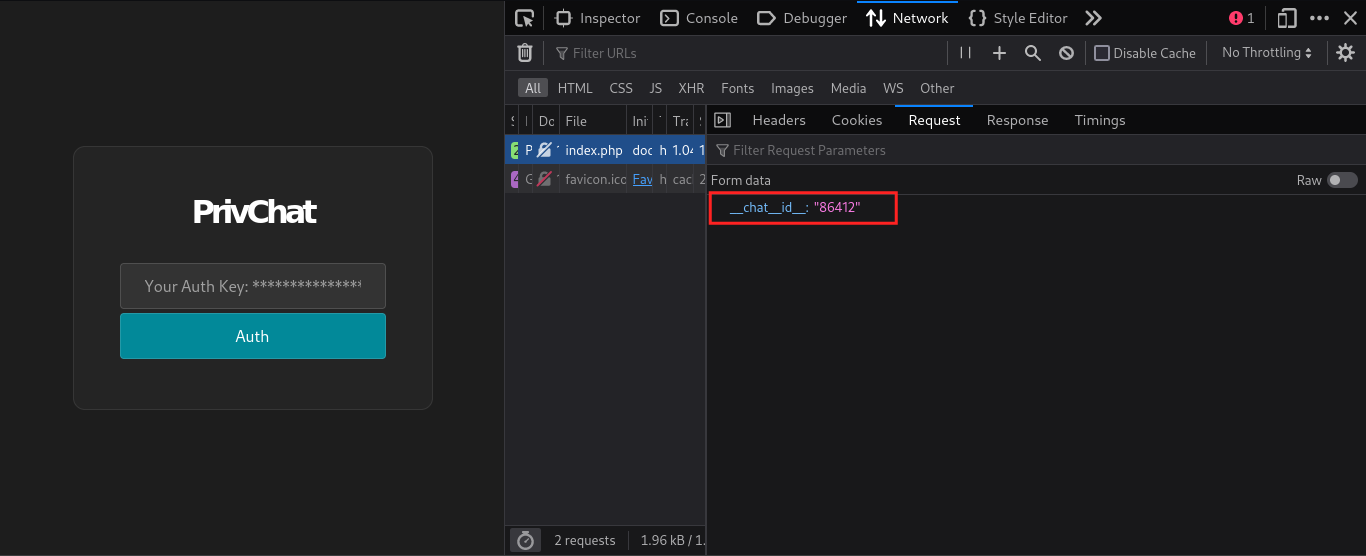 Inspector Console Debugger Network Style Editor 1
Filter URLs Disable Cache No Throttling
All HTML CSS JS XHR Fonts Images Media WS Other
Do File Ini Tra
Headers Cookies Request Response Timings
index.php doc h 1.04 1
Filter Request Parameters
favicon.ico Fav h cac 2
Form data Raw
__chat__id__: "86412"
PrivChat
Your Auth Key: ***************
Auth
2 requests 1.96 kB / 1.